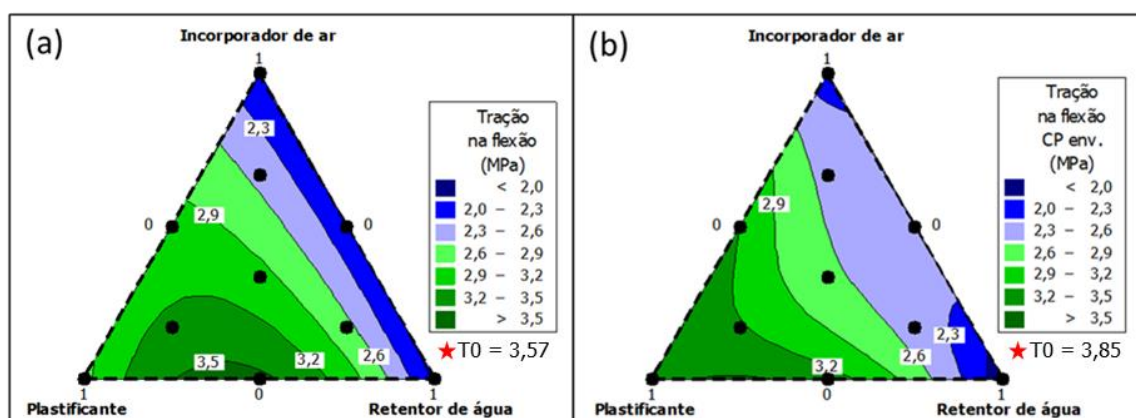 (a)
Incorporador de ar
1
Tração
na flexão
(MPa)
< 2,0
2,0 – 2,3
2,3 – 2,6
2,6 – 2,9
2,9 – 3,2
3,2 – 3,5
> 3,5
2,3
0
2,9
0
3,5
3,2
2,6
★T0 = 3,57
1
0
1
Plastificante
Retentor de água
(b)
Incorporador de ar
1
Tração
na flexão
CP env.
(MPa)
< 2,0
2,0 – 2,3
2,3 – 2,6
2,6 – 2,9
2,9 – 3,2
3,2 – 3,5
> 3,5
2,9
0
0
2,3
3,2
2,6
★T0 = 3,85
1
0
1
Plastificante
Retentor de água